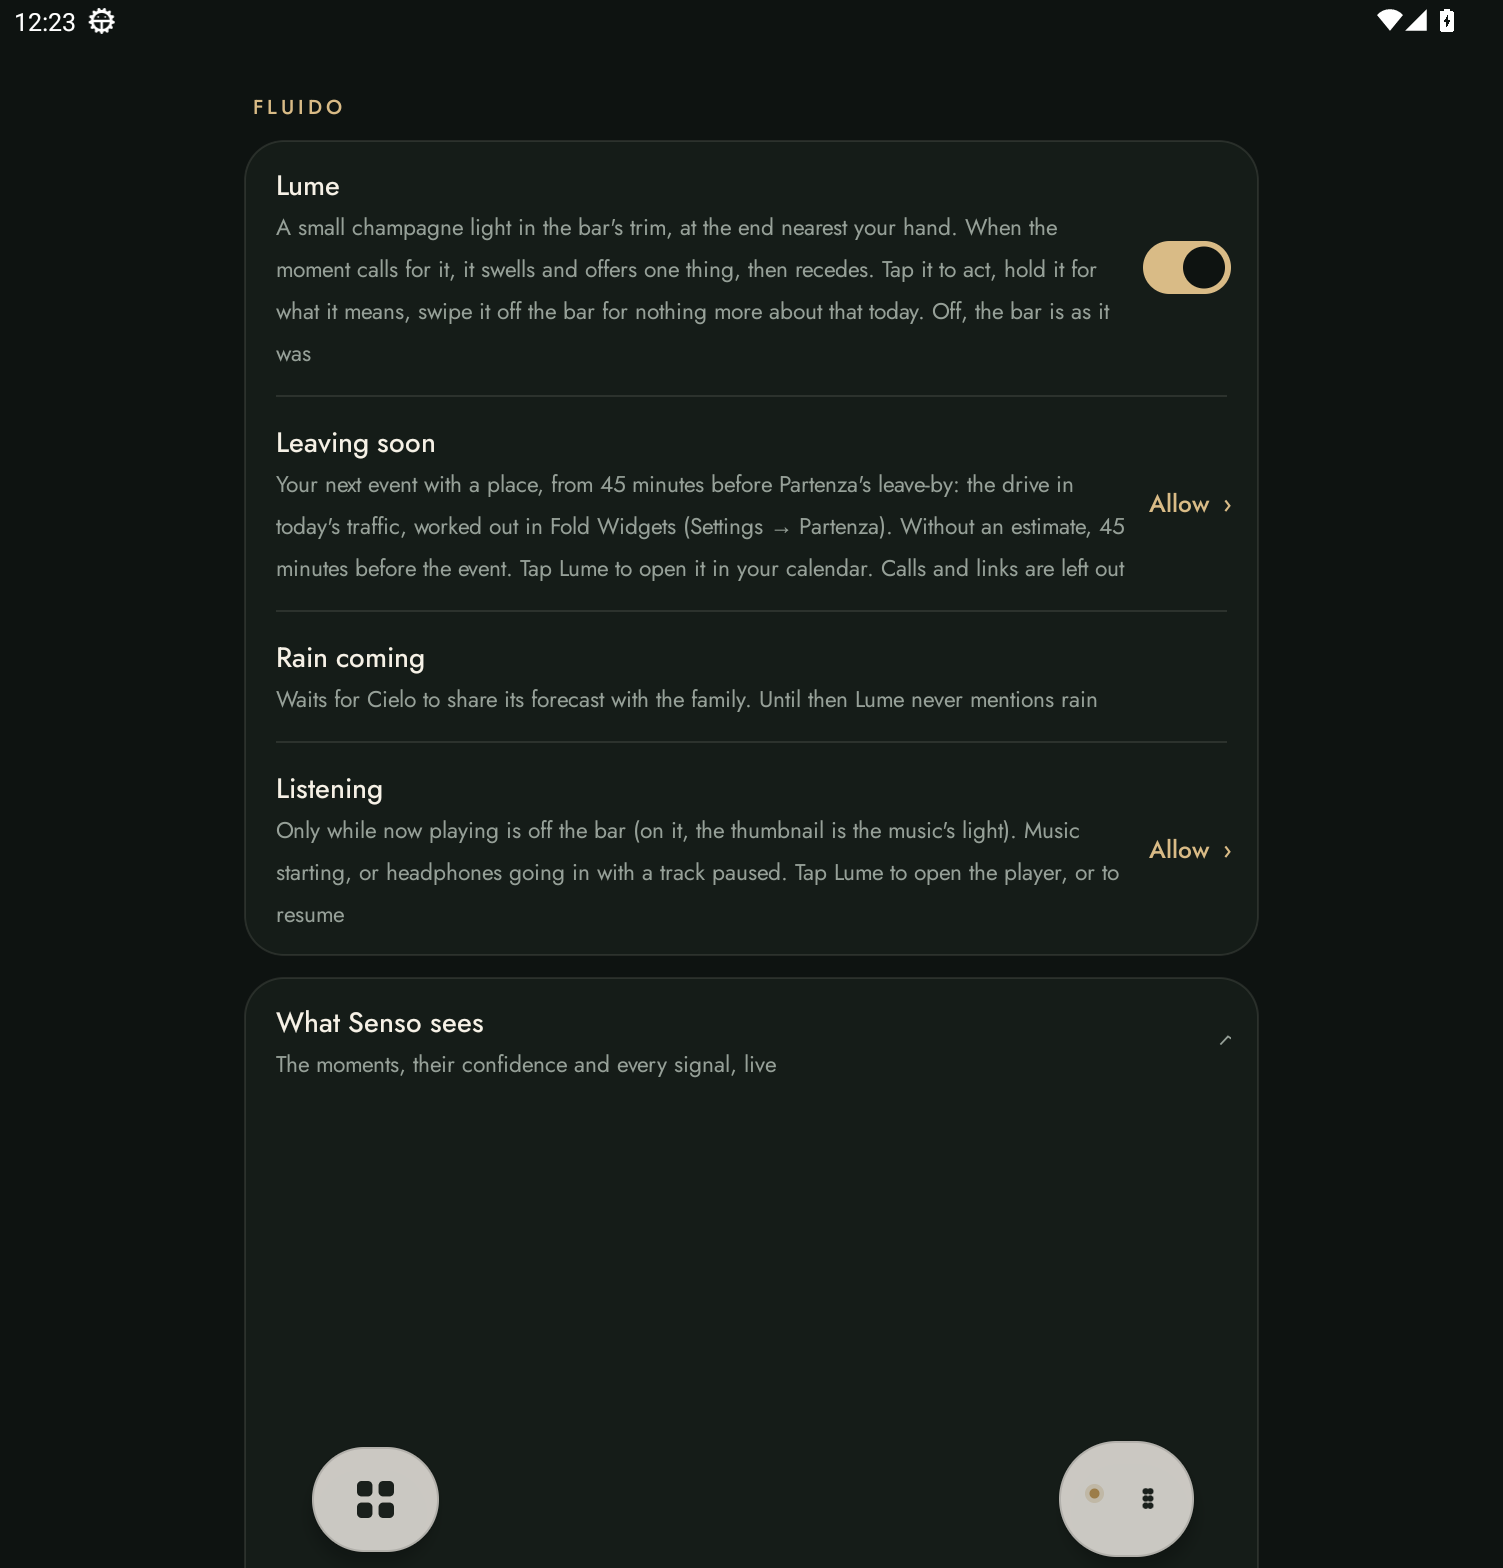 12:23
FLUIDO
Lume
A small champagne light in the bar's trim, at the end nearest your hand. When the
moment calls for it, it swells and offers one thing, then recedes. Tap it to act, hold it for
what it means, swipe it off the bar for nothing more about that today. Off, the bar is as it
was
Leaving soon
Your next event with a place, from 45 minutes before Partenza's leave-by: the drive in
today's traffic, worked out in Fold Widgets (Settings → Partenza). Without an estimate, 45
minutes before the event. Tap Lume to open it in your calendar. Calls and links are left out
Allow ›
Rain coming
Waits for Cielo to share its forecast with the family. Until then Lume never mentions rain
Listening
Only while now playing is off the bar (on it, the thumbnail is the music's light). Music
starting, or headphones going in with a track paused. Tap Lume to open the player, or to
resume
Allow ›
What Senso sees
The moments, their confidence and every signal, live